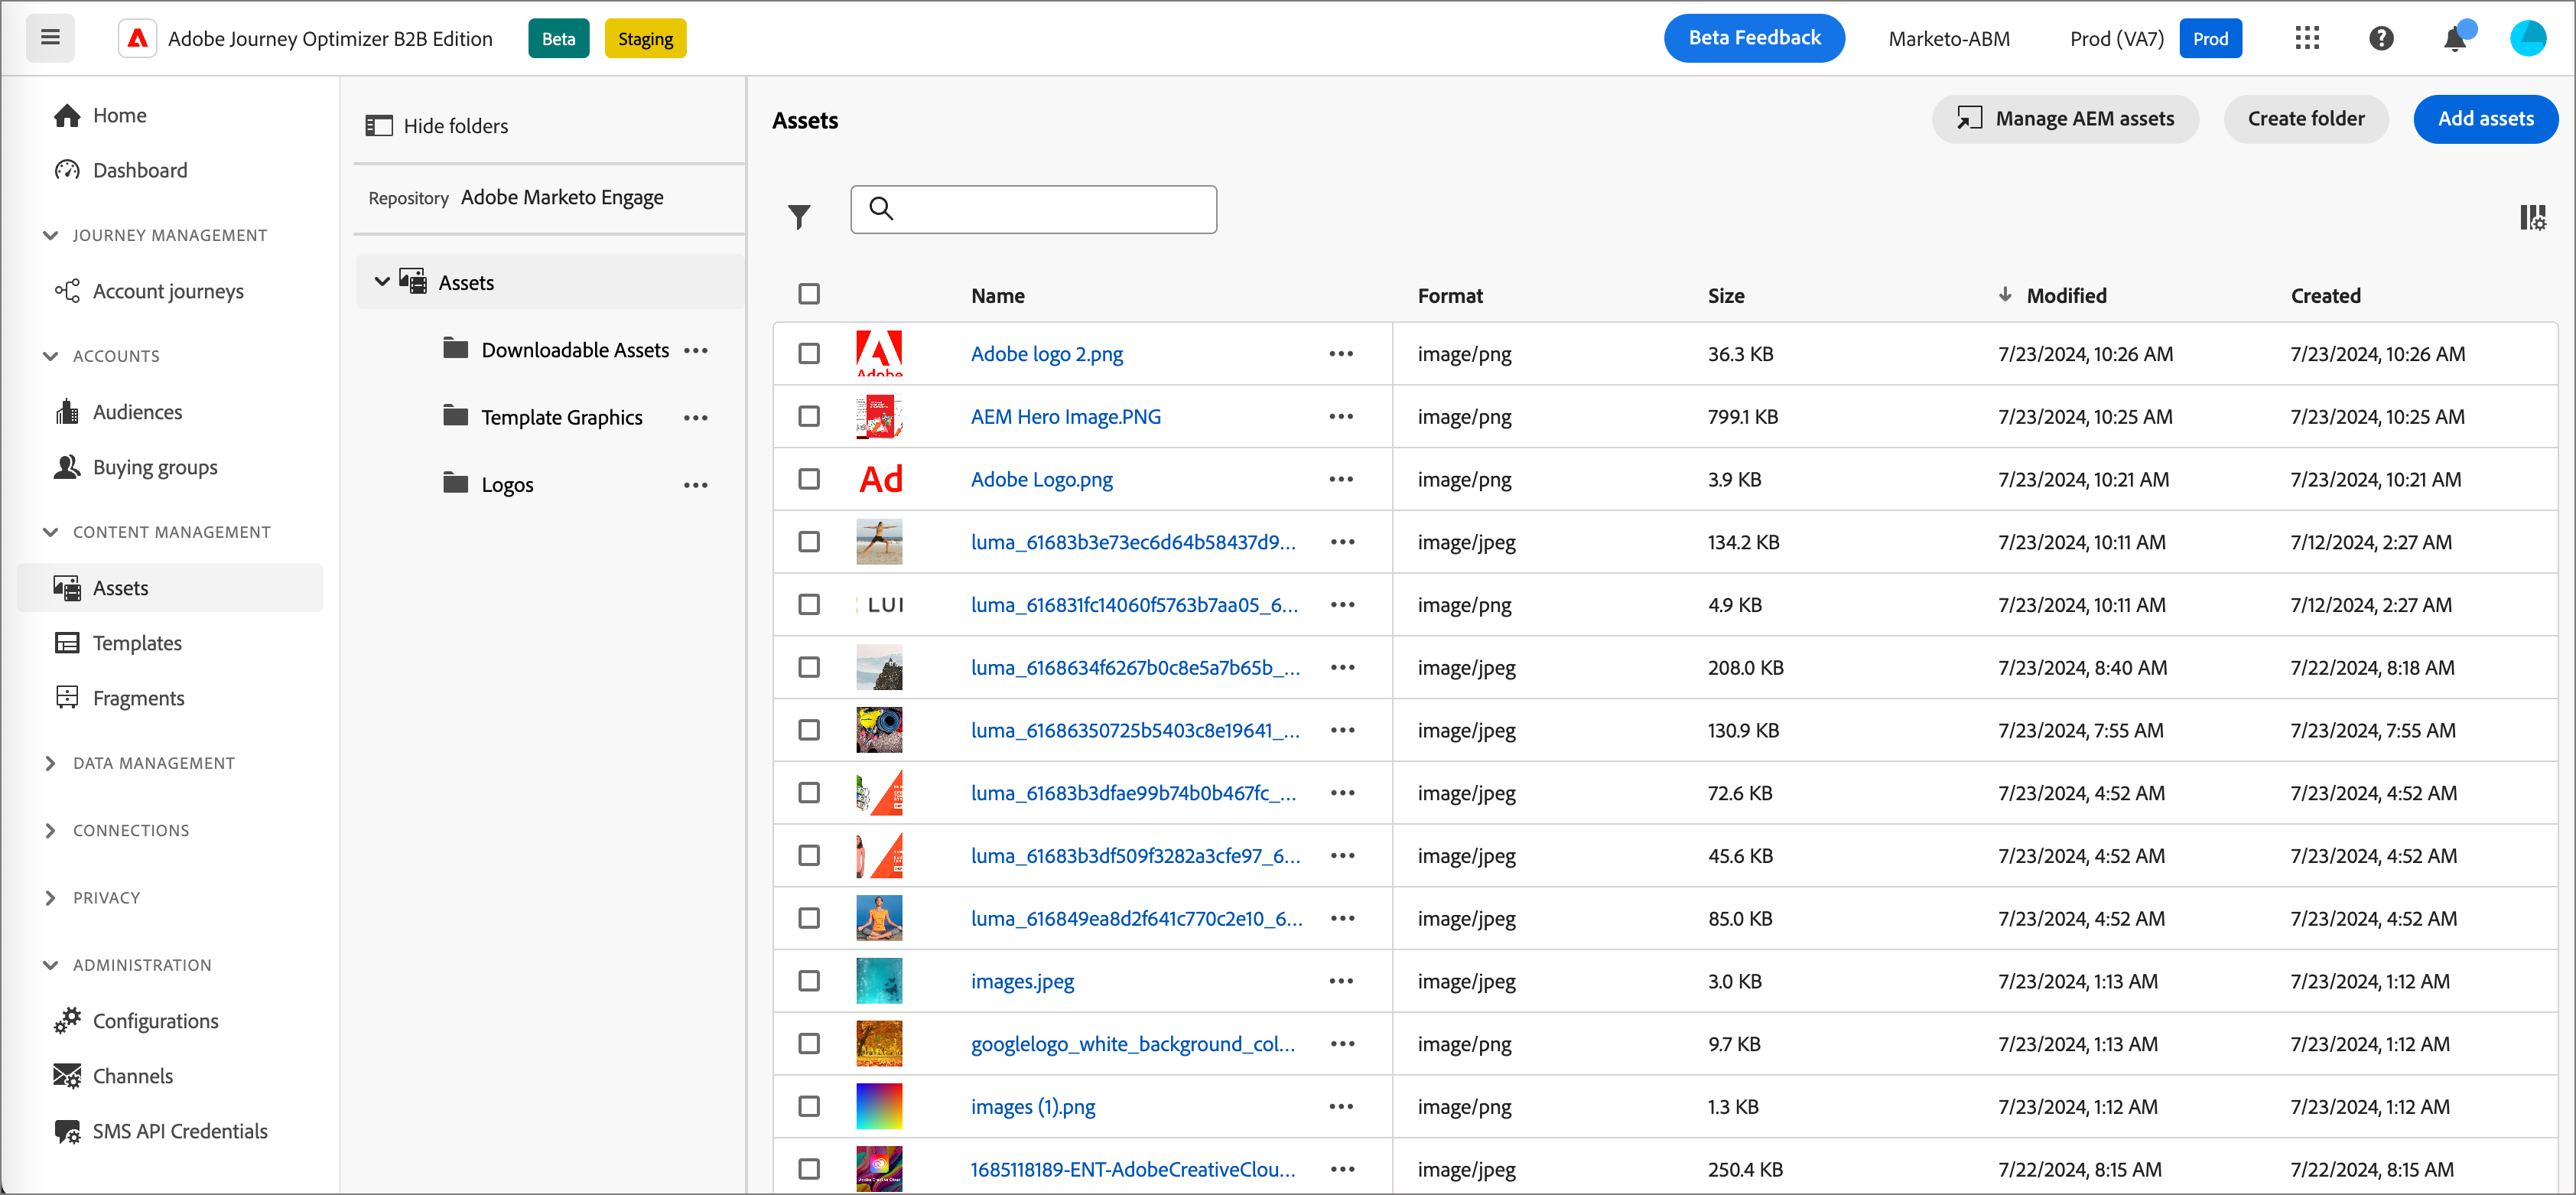 Adobe Journey Optimizer B2B Edition Beta Staging Beta Feedback Marketo-ABM Prod (VA7) Prod
Home
Dashboard
JOURNEY MANAGEMENT
Account journeys
ACCOUNTS
Audiences
Buying groups
CONTENT MANAGEMENT
Assets
Templates
Fragments
DATA MANAGEMENT
CONNECTIONS
PRIVACY
ADMINISTRATION
Configurations
Channels
SMS API Credentials
Hide folders
Repository Adobe Marketo Engage
Assets
Downloadable Assets
Template Graphics
Logos
Assets Manage AEM assets Create folder Add assets
Name Format Size Modified Created
Adobe logo 2.png image/png 36.3 KB 7/23/2024, 10:26 AM 7/23/2024, 10:26 AM
Adobe
AEM Hero Image.PNG image/png 799.1 KB 7/23/2024, 10:25 AM 7/23/2024, 10:25 AM
Ad Adobe Logo.png image/png 3.9 KB 7/23/2024, 10:21 AM 7/23/2024, 10:21 AM
luma_61683b3e73ec6d64b58437d9... image/jpeg 134.2 KB 7/23/2024, 10:11 AM 7/12/2024, 2:27 AM
LUI luma_616831fc14060f5763b7aa05_6... image/png 4.9 KB 7/23/2024, 10:11 AM 7/12/2024, 2:27 AM
luma_6168634f6267b0c8e5a7b65b_... image/jpeg 208.0 KB 7/23/2024, 8:40 AM 7/22/2024, 8:18 AM
luma_61686350725b5403c8e19641_... image/jpeg 130.9 KB 7/23/2024, 7:55 AM 7/23/2024, 7:55 AM
luma_61683b3dfae99b74b0b467fc_... image/jpeg 72.6 KB 7/23/2024, 4:52 AM 7/23/2024, 4:52 AM
luma_61683b3df509f3282a3cfe97_6... image/jpeg 45.6 KB 7/23/2024, 4:52 AM 7/23/2024, 4:52 AM
luma_616849ea8d2f641c770c2e10_6... image/jpeg 85.0 KB 7/23/2024, 4:52 AM 7/23/2024, 4:52 AM
images.jpeg image/jpeg 3.0 KB 7/23/2024, 1:13 AM 7/23/2024, 1:12 AM
googlelogo_white_background_col... image/png 9.7 KB 7/23/2024, 1:13 AM 7/23/2024, 1:12 AM
images (1).png image/png 1.3 KB 7/23/2024, 1:12 AM 7/23/2024, 1:12 AM
1685118189-ENT-AdobeCreativeClou... image/jpeg 250.4 KB 7/22/2024, 8:15 AM 7/22/2024, 8:15 AM